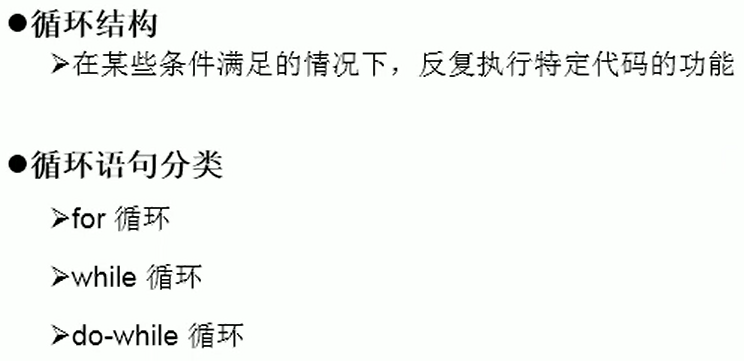 ●循环结构
➢在某些条件满足的情况下，反复执行特定代码的功能
●循环语句分类
➢for 循环
➢while 循环
➢do-while 循环